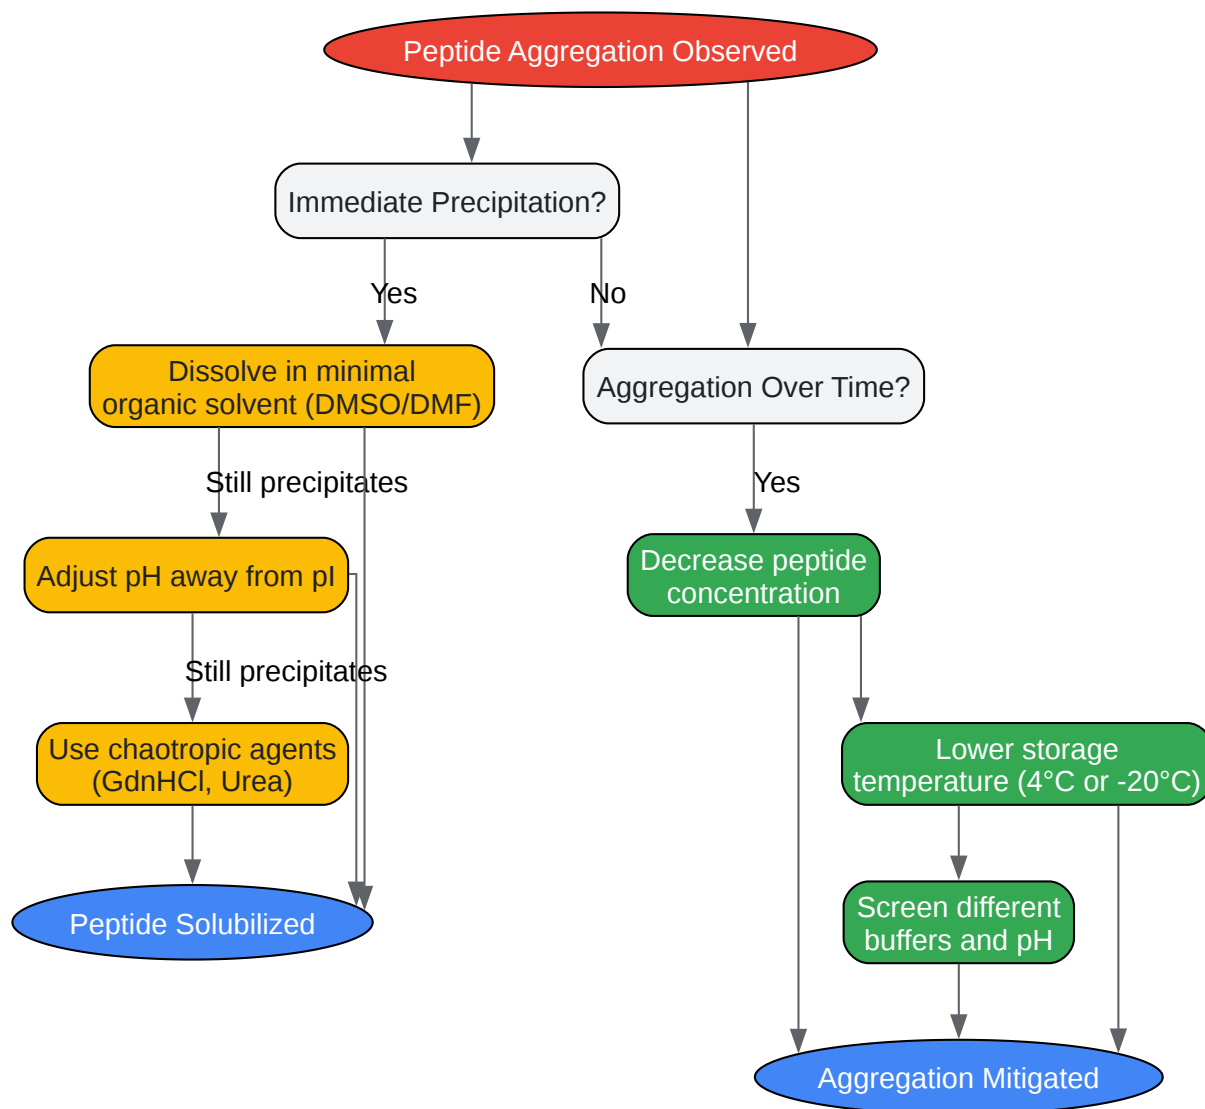 Peptide Aggregation Observed
Immediate Precipitation?
Yes
No
Dissolve in minimal
organic solvent (DMSO/DMF)
Aggregation Over Time?
Still precipitates
Yes
Adjust pH away from pI
Decrease peptide
concentration
Still precipitates
Use chaotropic agents
(GdnHCl, Urea)
Lower storage
temperature (4°C or -20°C)
Peptide Solubilized
Screen different
buffers and pH
Aggregation Mitigated